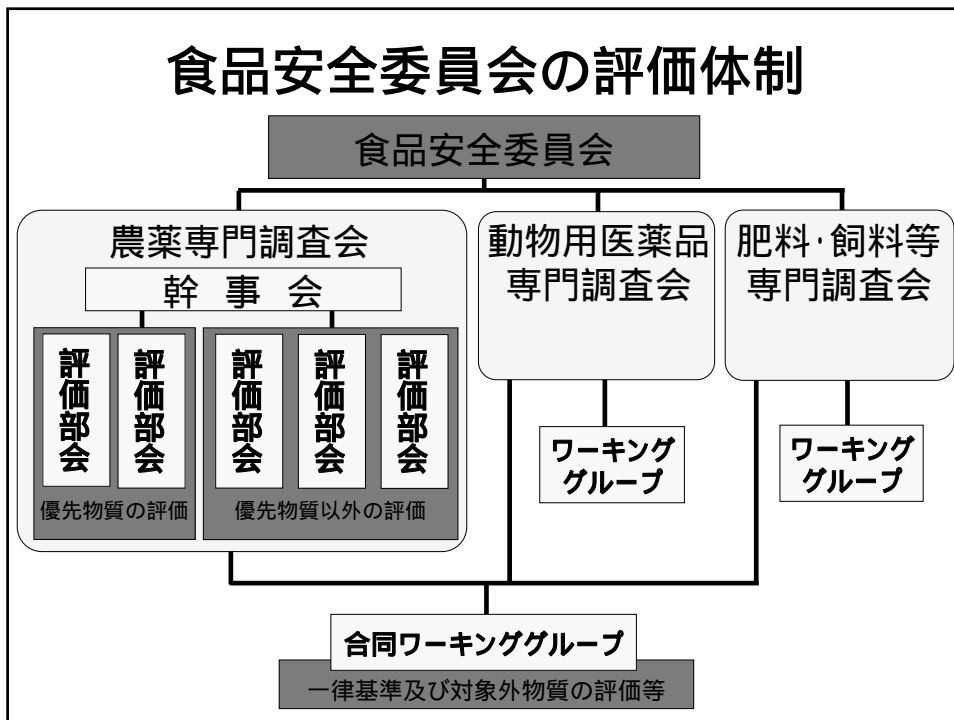 食品安全委員会の評価体制
食品安全委員会
農薬専門調査会
幹事会
評価部会
評価部会
優先物質の評価
評価部会
評価部会
評価部会
優先物質以外の評価
動物用医薬品
専門調査会
ワーキング
グループ
肥料・飼料等
専門調査会
ワーキング
グループ
合同ワーキンググループ
一律基準及び対象外物質の評価等